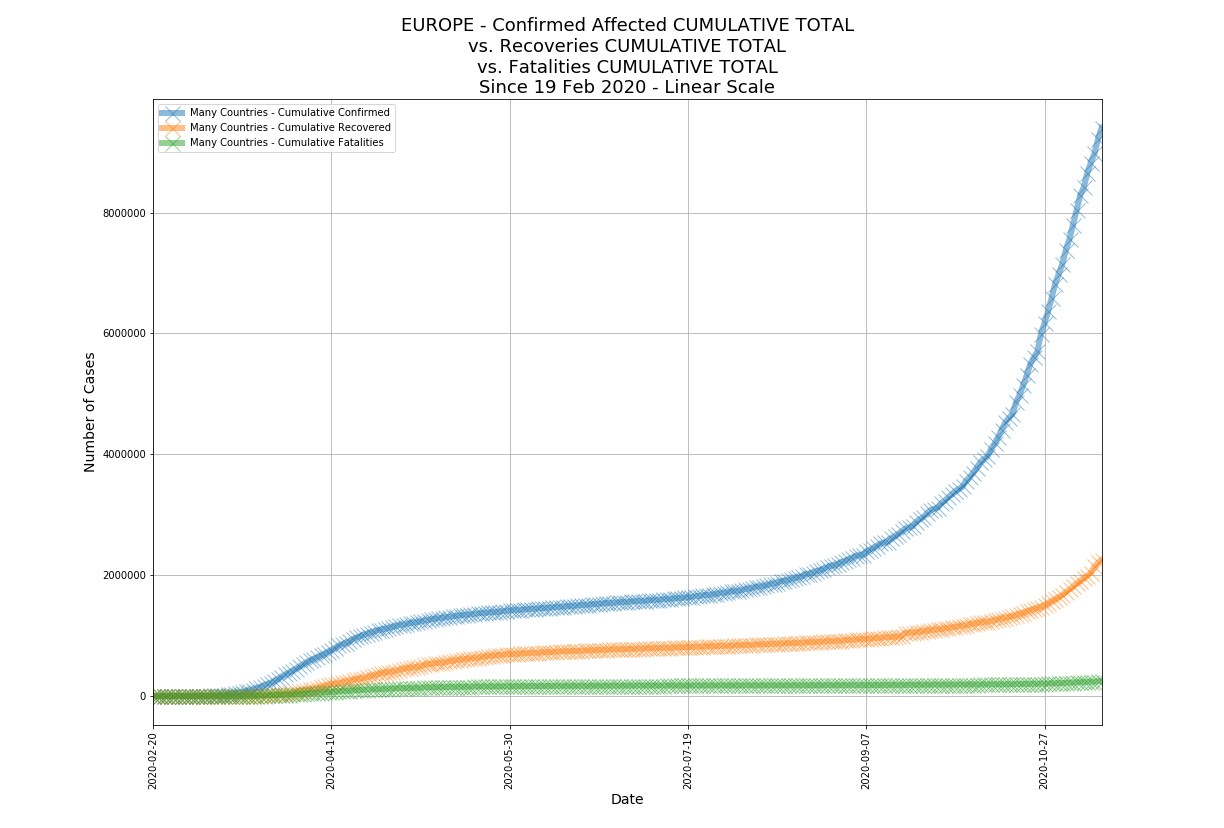 EUROPE - Confirmed Affected CUMULATIVE TOTAL
vs. Recoveries CUMULATIVE TOTAL
vs. Fatalities CUMULATIVE TOTAL
Since 19 Feb 2020 - Linear Scale
Many Countries - Cumulative Confirmed
Many Countries - Cumulative Recovered
Many Countries - Cumulative Fatalities
Number of Cases
8000000
6000000
4000000
2000000
0
2020-02-20
2020-04-10
2020-05-30
2020-07-19
2020-09-07
2020-10-27
Date